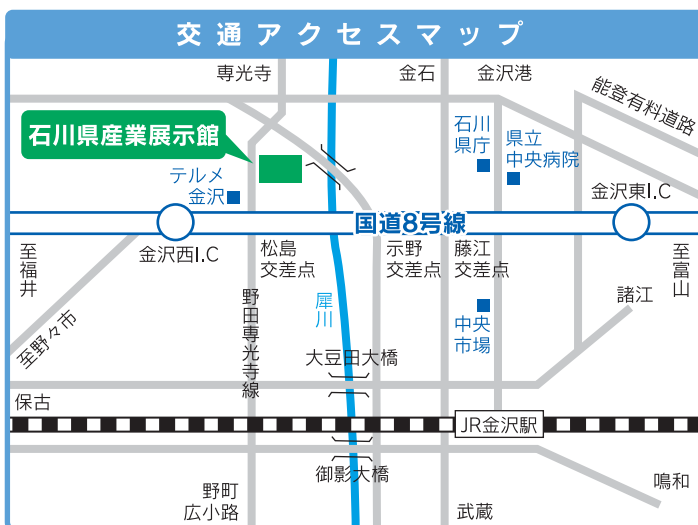 交通アクセスマップ
専光寺
金石
金沢港
能登有料道路
石川県産業展示館
石川
県庁
県立
中央病院
テルメ
金沢
金沢東I.C
国道8号線
至福井
金沢西I.C
松島
交差点
示野
交差点
藤江
交差点
至富山
野田専光寺線
犀川
諸江
中央
市場
至野々市
大豆田大橋
保古
JR金沢駅
御影大橋
鳴和
野町
広小路
武蔵